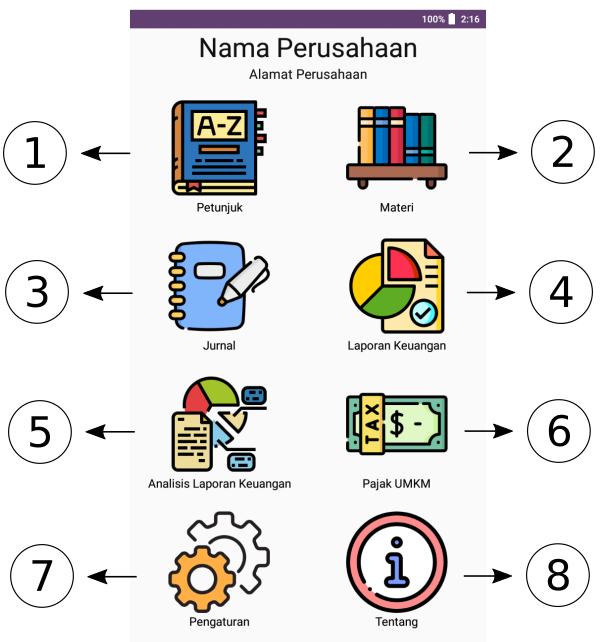 100% 2:16
Nama Perusahaan
Alamat Perusahaan
A-Z
1
2
Petunjuk
Materi
3
4
Jurnal
Laporan Keuangan
5
TAX
$ -
6
Analisis Laporan Keuangan
Pajak UMKM
7
i
8
Pengaturan
Tentang